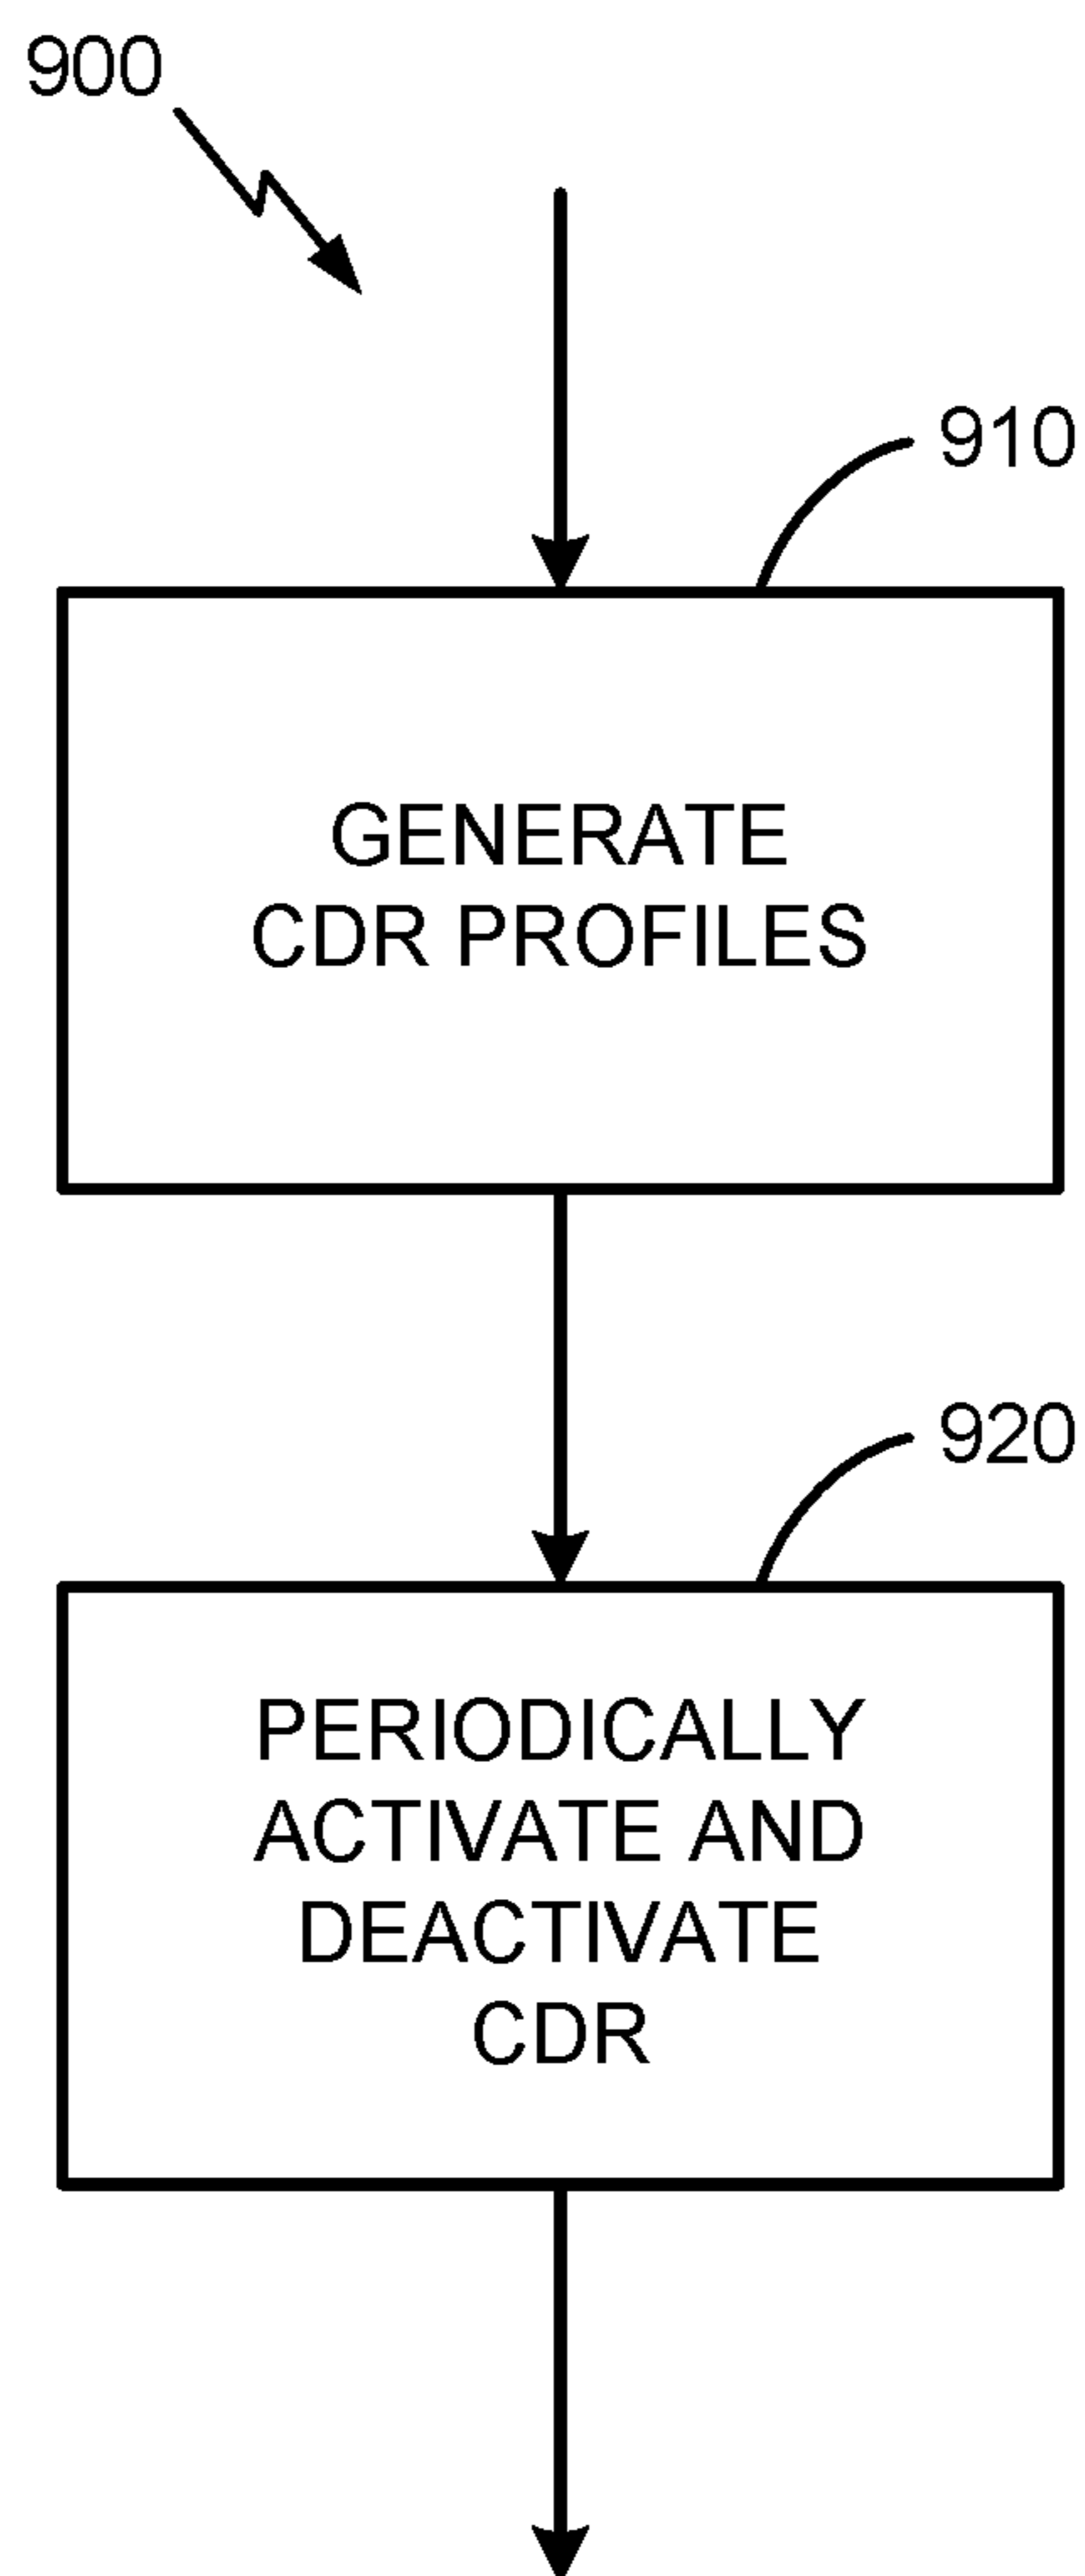 900
910
GENERATE
CDR PROFILES
920
PERIODICALLY
ACTIVATE AND
DEACTIVATE
CDR